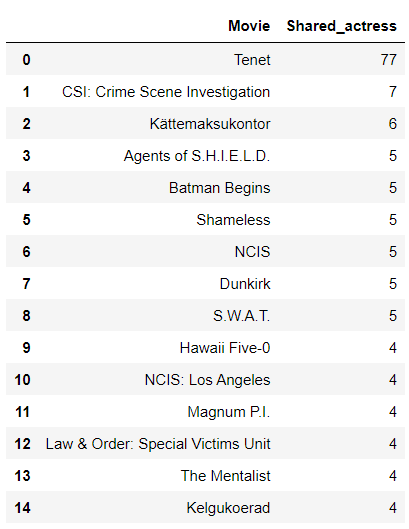 Movie Shared_actress
0 Tenet 77
1 CSI: Crime Scene Investigation 7
2 Kättemaksukontor 6
3 Agents of S.H.I.E.L.D. 5
4 Batman Begins 5
5 Shameless 5
6 NCIS 5
7 Dunkirk 5
8 S.W.A.T. 5
9 Hawaii Five-0 4
10 NCIS: Los Angeles 4
11 Magnum P.I. 4
12 Law & Order: Special Victims Unit 4
13 The Mentalist 4
14 Kelgukoerad 4